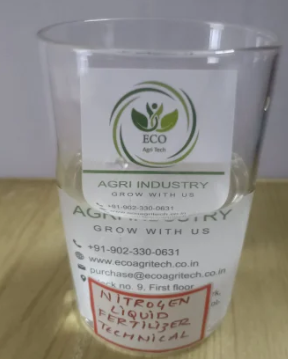 ECO
Agri Tech
AGRI INDUSTRY
GROW WITH US
+91-902-330-0631
AGRI INDUSTRY
GROW WITH US
+91-902-330-0631
www.ecoagritech.co.in
purchase@ecoagritech.co.in
no. 9, First floor
NITROGEN
LIQUID
FERTILIZER
TECHNICAL